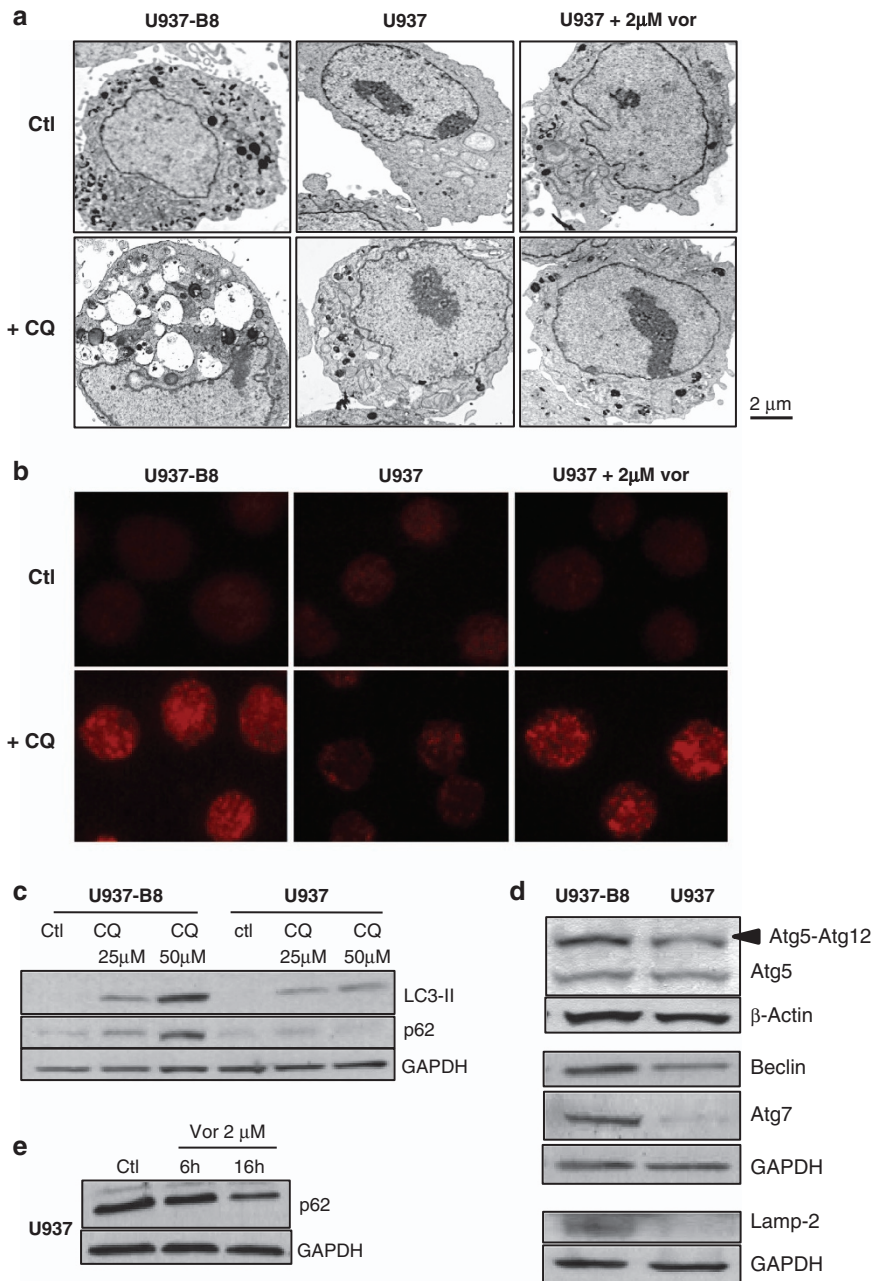 a
U937-B8 U937 U937 + 2μM vor
Ctl
+ CQ
2 μm
b
U937-B8 U937 U937 + 2μM vor
Ctl
+ CQ
c
U937-B8 U937
Ctl CQ CQ ctl CQ CQ
25μM 50μM 25μM 50μM
LC3-II
p62
GAPDH
d
U937-B8 U937
Atg5-Atg12
Atg5
β-Actin
Beclin
Atg7
GAPDH
Lamp-2
GAPDH
e
Vor 2 μM
Ctl 6h 16h
U937
p62
GAPDH